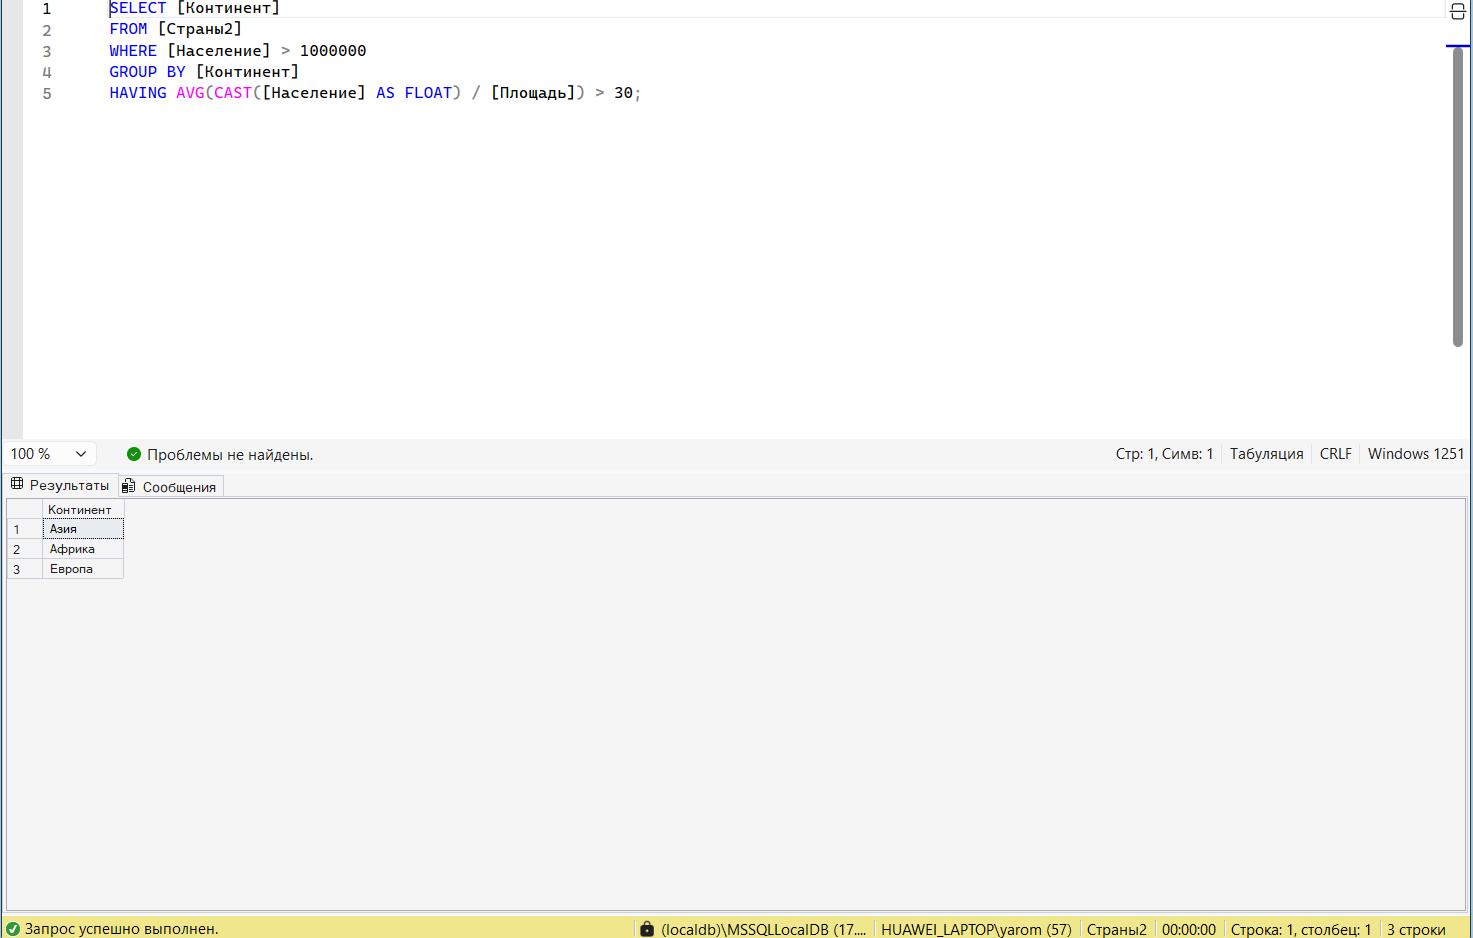 1 SELECT [Континент]
2 FROM [Страны2]
3 WHERE [Население] > 1000000
4 GROUP BY [Континент]
5 HAVING AVG(CAST([Население] AS FLOAT) / [Площадь]) > 30;
100 % Проблемы не найдены. Стр: 1, Симв: 1 Табуляция CRLF Windows 1251
Результаты Сообщения
Континент
1 Азия
2 Африка
3 Европа
Запрос успешно выполнен. (localdb)\MSSQLLocalDB (17.... HUAWEI_LAPTOP\yarom (57) Страны2 00:00:00 Строка: 1, столбец: 1 3 строки